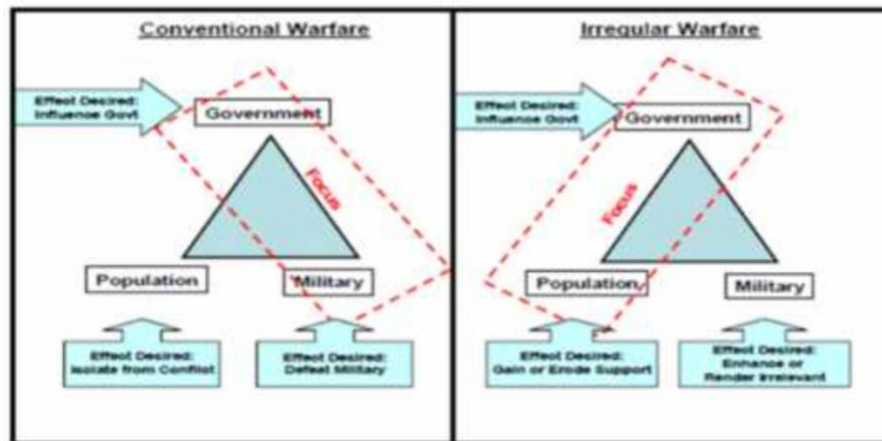 Conventional Warfare
Effect Desired:
Influence Govt
Government
Focus
Population
Military
Effect Desired:
Isolate from Conflict
Effect Desired:
Defeat Military
Irregular Warfare
Effect Desired:
Influence Govt
Government
Focus
Population
Military
Effect Desired:
Gain or Erode Support
Effect Desired:
Enhance or
Render Irrelevant